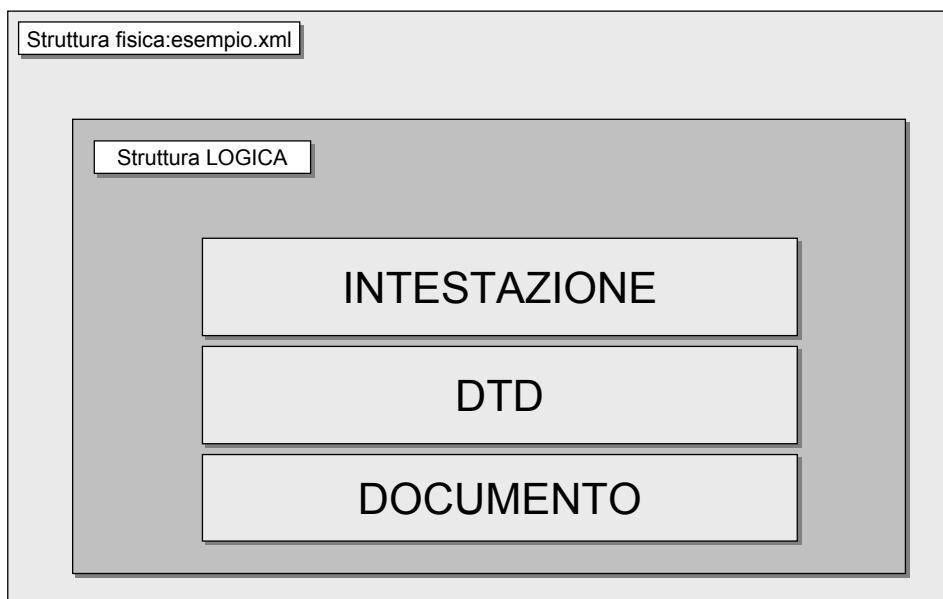 Struttura fisica:esempio.xml
Struttura LOGICA
INTESTAZIONE
DTD
DOCUMENTO